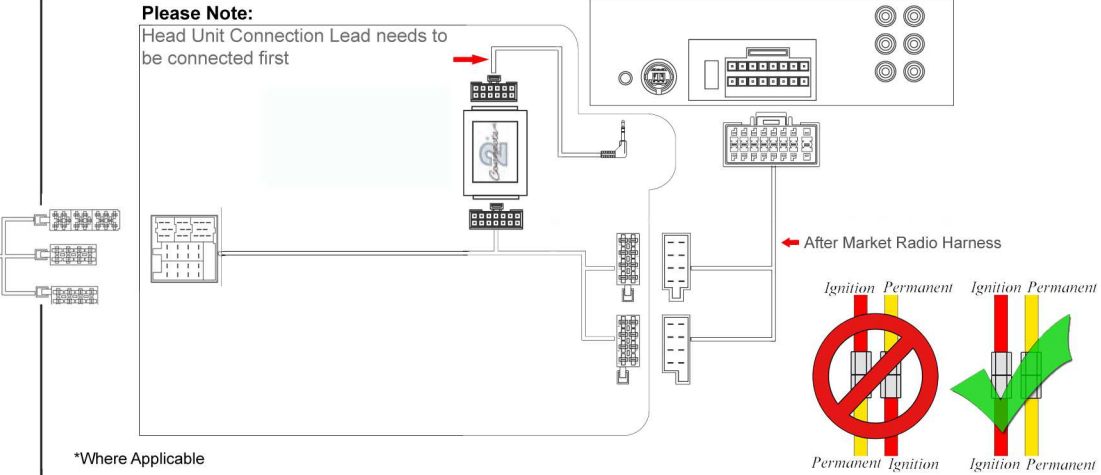 Please Note:
Head Unit Connection Lead needs to
be connected first
After Market Radio Harness
Ignition Permanent Ignition Permanent
Permanent Ignition Ignition Permanent
*Where Applicable